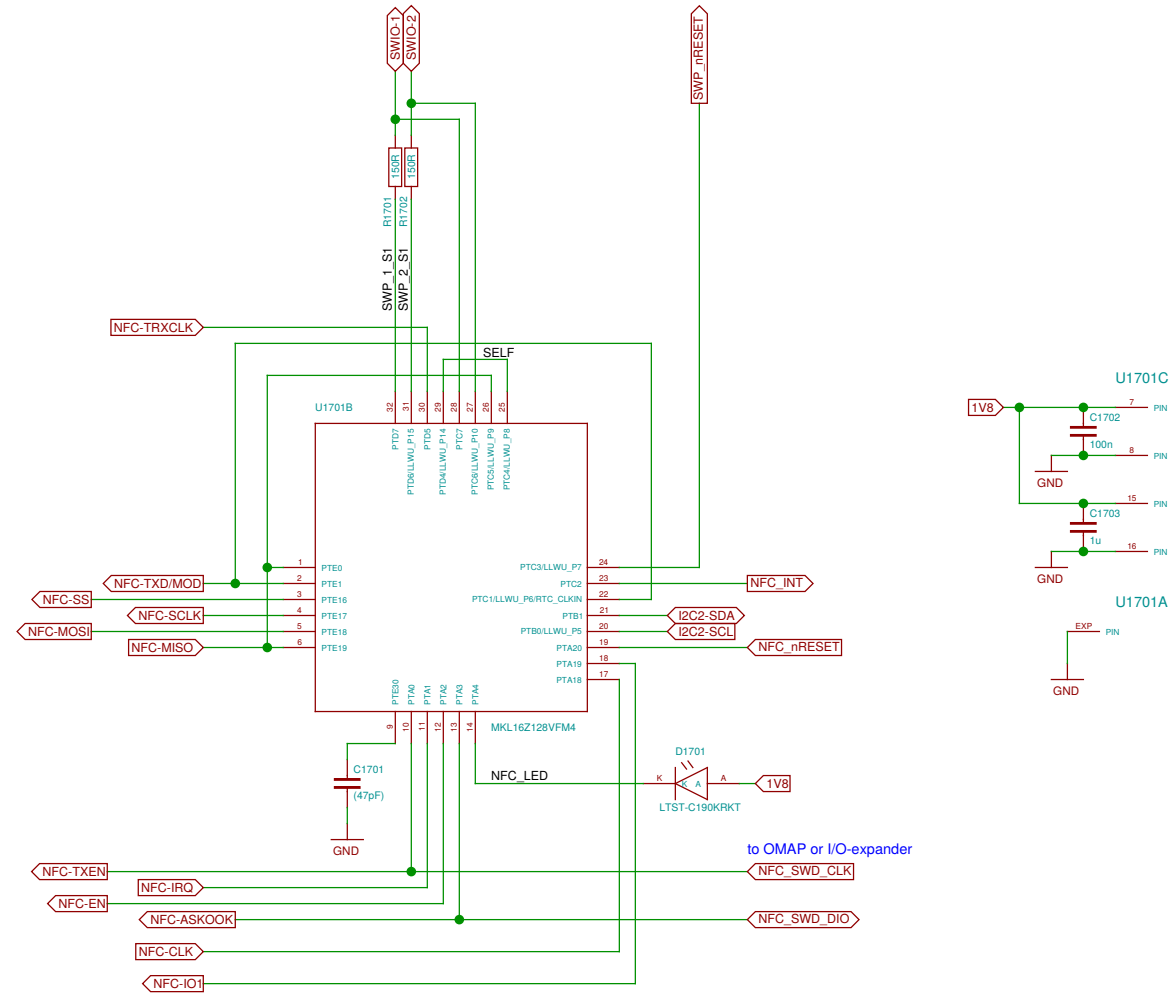 SWIO-1
SWIO-2
SWP_nRESET
150R
150R
R1701
R1702
SWP_1_S1
SWP_2_S1
NFC-TRXCLK
SELF
U1701B
32
31
30
29
28
27
26
25
PTD7
PTD6/LLWU_P15
PTD5
PTD4/LLWU_P14
PTC7
PTC6/LLWU_P10
PTC5/LLWU_P9
PTC4/LLWU_P8
U1701C
1V8
7 PIN
C1702
100n
8 PIN
GND
15 PIN
C1703
1u
16 PIN
GND
U1701A
EXP PIN
GND
1 PTE0
NFC-TXD/MOD 2 PTE1
NFC-SS 3 PTE16
NFC-SCLK 4 PTE17
NFC-MOSI 5 PTE18
NFC-MISO 6 PTE19
PTC3/LLWU_P7 24
PTC2 23 NFC_INT
PTC1/LLWU_P6/RTC_CLKIN 22
PTB1 21 I2C2-SDA
PTB0/LLWU_P5 20 I2C2-SCL
PTA20 19 NFC_nRESET
PTA19 18
PTA18 17
PTE30
PTA0
PTA1
PTA2
PTA3
PTA4
9
10
11
12
13
14
MKL16Z128VFM4
C1701
(47pF)
GND
NFC_LED
D1701
K
K A
A
1V8
LTST-C190KRKT
to OMAP or I/O-expander
NFC-TXEN
NFC_SWD_CLK
NFC-IRQ
NFC-EN
NFC-ASKOOK
NFC_SWD_DIO
NFC-CLK
NFC-IO1